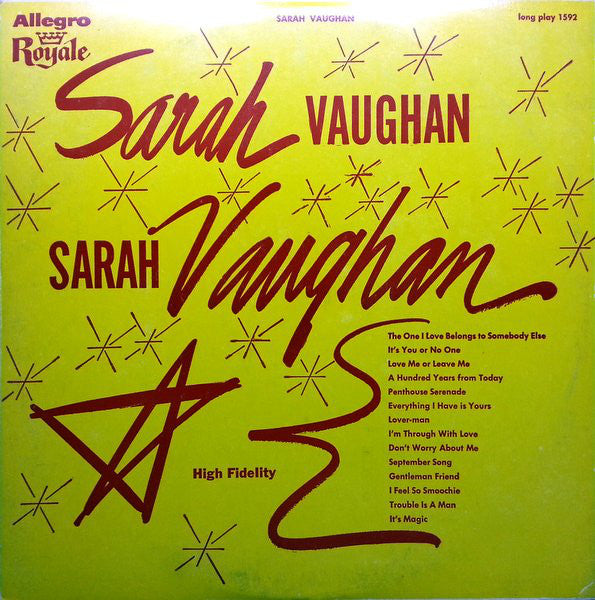 Allegro
Royale
SARAH VAUGHAN
long play 1592
Sarah VAUGHAN
SARAH Vaughan
The One I Love Belongs to Somebody Else
It's You or No One
Love Me or Leave Me
A Hundred Years from Today
Penthouse Serenade
Everything I Have is Yours
Lover-man
I'm Through With Love
Don't Worry About Me
September Song
Gentleman Friend
I Feel So Smoochie
Trouble Is A Man
It's Magic
High Fidelity